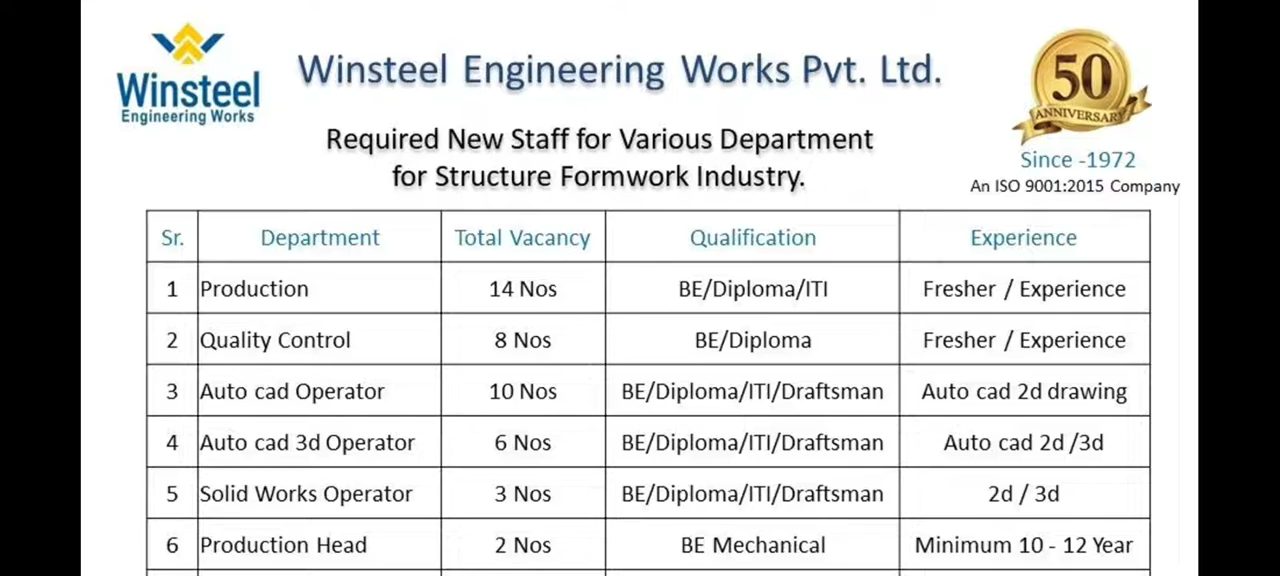 Winsteel
Engineering Works
Winsteel Engineering Works Pvt. Ltd.
50
ANNIVERSARY
Since -1972
An ISO 9001:2015 Company
Required New Staff for Various Department
for Structure Formwork Industry.
Sr. Department Total Vacancy Qualification Experience
1 Production 14 Nos BE/Diploma/ITI Fresher / Experience
2 Quality Control 8 Nos BE/Diploma Fresher / Experience
3 Auto cad Operator 10 Nos BE/Diploma/ITI/Draftsman Auto cad 2d drawing
4 Auto cad 3d Operator 6 Nos BE/Diploma/ITI/Draftsman Auto cad 2d /3d
5 Solid Works Operator 3 Nos BE/Diploma/ITI/Draftsman 2d / 3d
6 Production Head 2 Nos BE Mechanical Minimum 10 - 12 Year